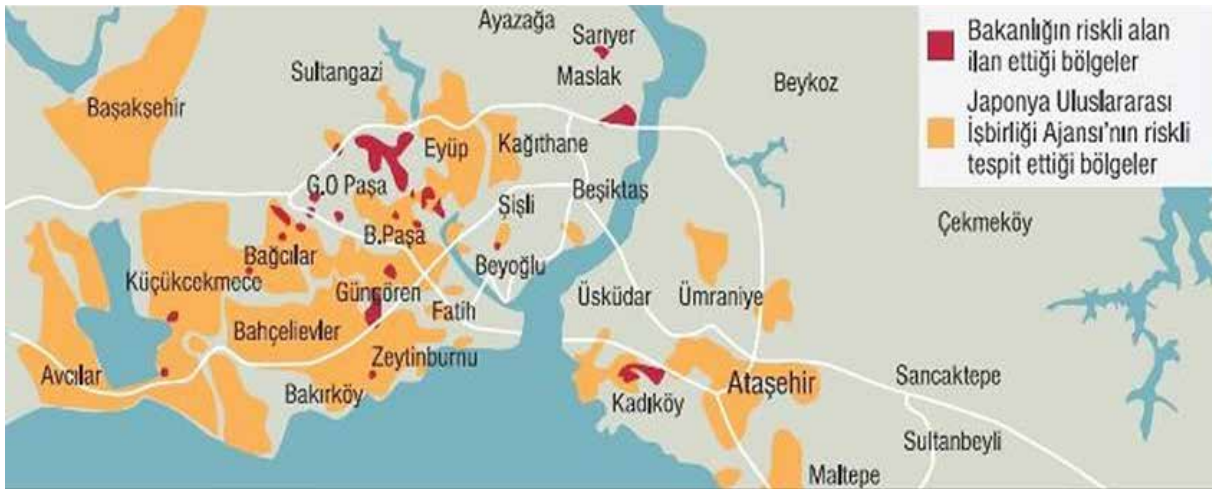 Ayazağa
Sarıyer
Maslak
Sultangazi
Beykoz
Başakşehir
Eyüp
Kağıthane
G.O Paşa
Beşiktaş
Şişli
B.Paşa
Çekmeköy
Bağcılar
Beyoğlu
Küçükcekmece
Güngören
Fatih
Üsküdar
Ümraniye
Bahçelievler
Zeytinburnu
Avcılar
Bakırköy
Kadıköy
Ataşehir
Sancaktepe
Sultanbeyli
Maltepe
Bakanlığın riskli alan
ilan ettiği bölgeler
Japonya Uluslararası
İşbirliği Ajansı'nın riskli
tespit ettiği bölgeler